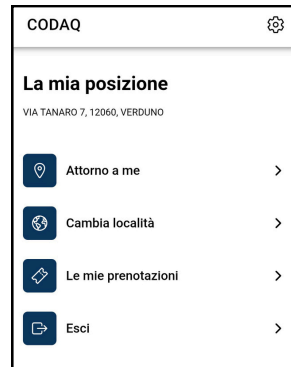 CODAQ
La mia posizione
VIA TANARO 7, 12060, VERDUNO
Attorno a me
Cambia località
Le mie prenotazioni
Esci